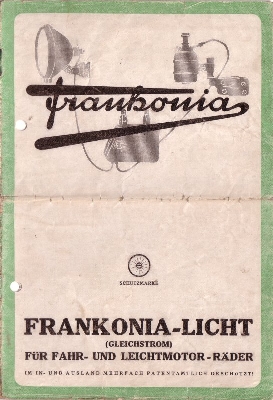 frankonia
SCHUTZMARKE
FRANKONIA-LICHT
(GLEICHSTROM)
FÜR FAHR- UND LEICHTMOTOR-RÄDER
IM IN- UND AUSLAND MEHRFACH PATENTAMTLICH GESCHÜTZT!